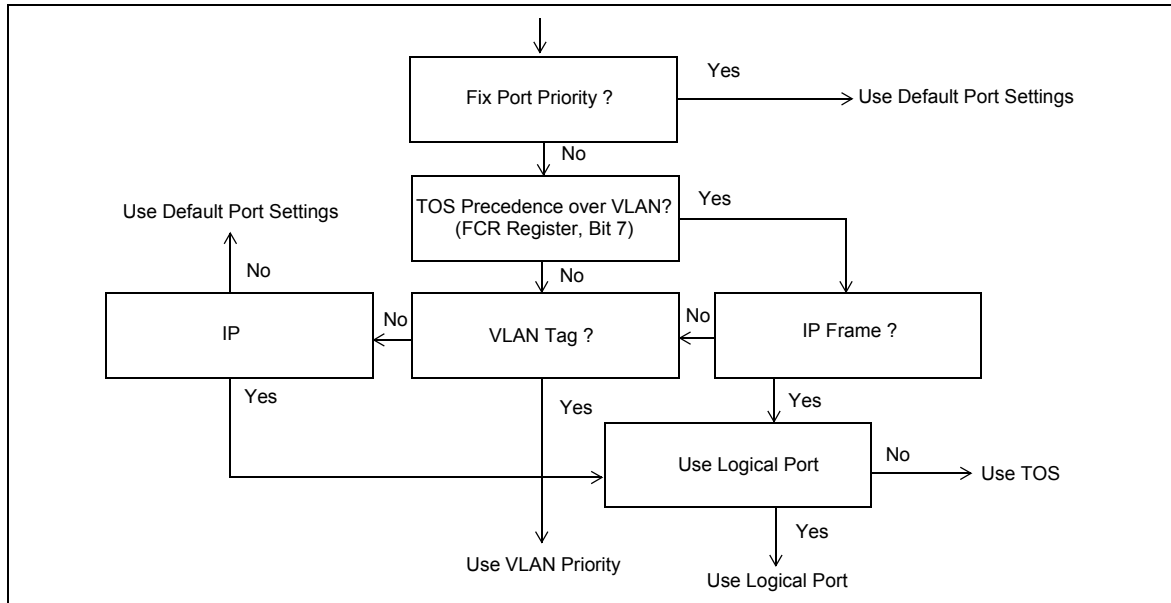 Fix Port Priority ?
Yes
Use Default Port Settings
No
TOS Precedence over VLAN?
(FCR Register, Bit 7)
Yes
Use Default Port Settings
No
No
IP
No
VLAN Tag ?
No
IP Frame ?
Yes
Yes
Yes
Use Logical Port
No
Use TOS
Yes
Use VLAN Priority
Use Logical Port